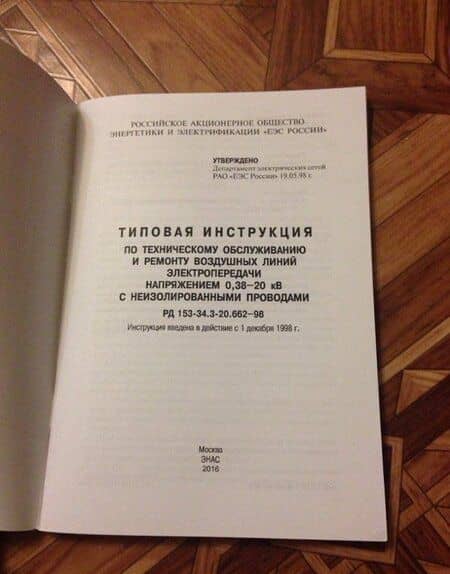 РОССИЙСКОЕ АКЦИОНЕРНОЕ ОБЩЕСТВО
ЭНЕРГЕТИКИ И ЭЛЕКТРИФИКАЦИИ «ЕЭС РОССИИ»
УТВЕРЖДЕНО
Департамент электрических сетей
РАО «ЕЭС России» 19.05.98 г.
ТИПОВАЯ ИНСТРУКЦИЯ
ПО ТЕХНИЧЕСКОМУ ОБСЛУЖИВАНИЮ
И РЕМОНТУ ВОЗДУШНЫХ ЛИНИЙ
ЭЛЕКТРОПЕРЕДАЧИ
НАПРЯЖЕНИЕМ 0,38–20 кВ
С НЕИЗОЛИРОВАННЫМИ ПРОВОДАМИ
РД 153-34.3-20.662–98
Инструкция введена в действие с 1 декабря 1998 г.
Москва
ЭНАС
2016